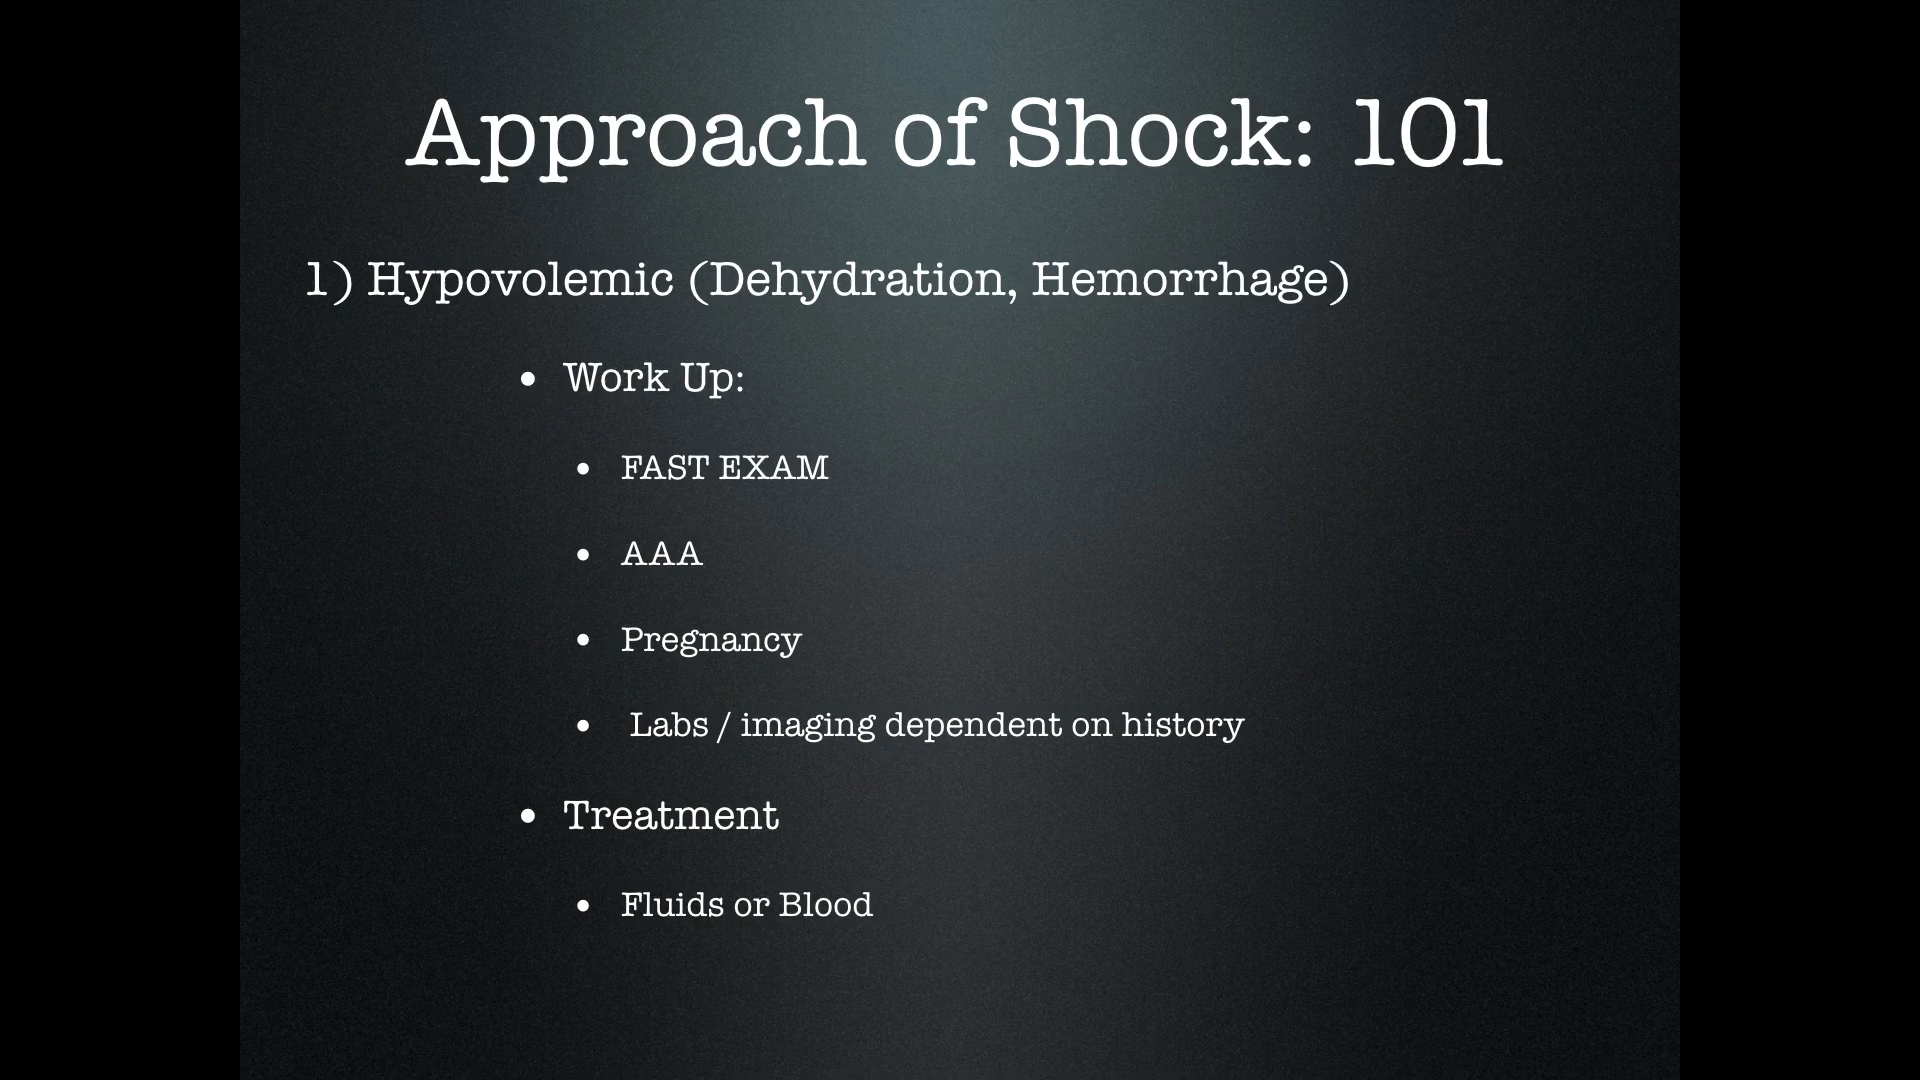 Approach of Shock: 101
1) Hypovolemic (Dehydration, Hemorrhage)
• Work Up:
• FAST EXAM
• AAA
• Pregnancy
• Labs / imaging dependent on history
• Treatment
• Fluids or Blood